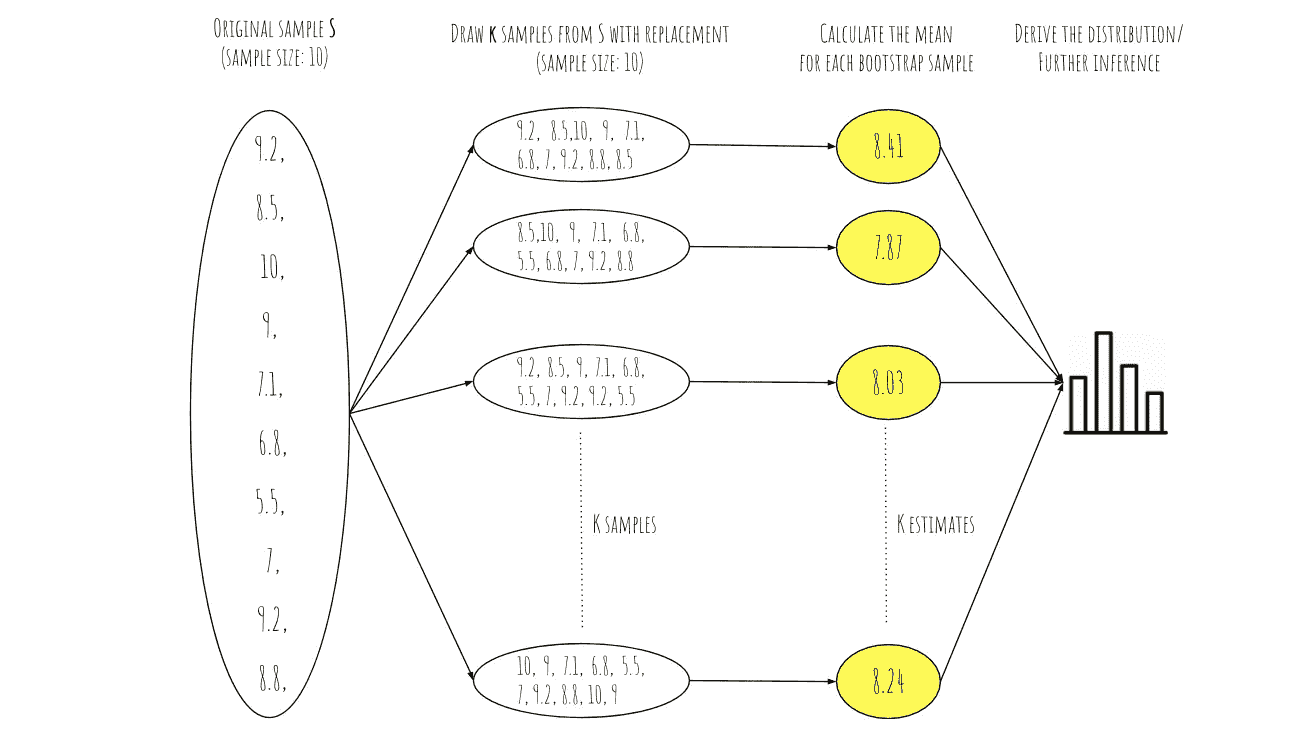 ORIGINAL SAMPLE S
(SAMPLE SIZE: 10)
DRAW K SAMPLES FROM S WITH REPLACEMENT
(SAMPLE SIZE: 10)
CALCULATE THE MEAN
FOR EACH BOOTSTRAP SAMPLE
DERIVE THE DISTRIBUTION/
FURTHER INFERENCE
9.2,
8.5,
10,
9,
7.1,
6.8,
5.5,
7,
9.2,
8.8,
9.2, 8.5,10, 9, 7.1,
6.8, 7, 9.2, 8.8, 8.5
8.41
8.5,10, 9, 7.1, 6.8,
5.5, 6.8, 7, 9.2, 8.8
7.87
9.2, 8.5, 9, 7.1, 6.8,
5.5, 7, 9.2, 9.2, 5.5
8.03
K SAMPLES
K ESTIMATES
10, 9, 7.1, 6.8, 5.5,
7, 9.2, 8.8, 10, 9
8.24